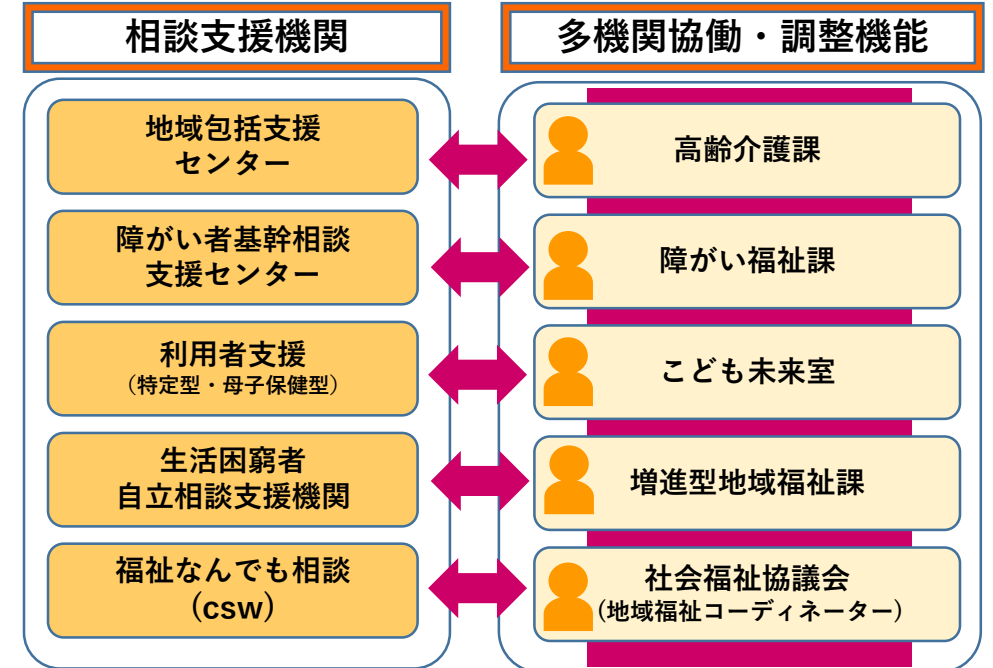 相談支援機関
地域包括支援
センター
障がい者基幹相談
支援センター
利用者支援
（特定型・母子保健型）
生活困窮者
自立相談支援機関
福祉なんでも相談
（csw）
多機関協働・調整機能
高齢介護課
障がい福祉課
こども未来室
増進型地域福祉課
社会福祉協議会
（地域福祉コーディネーター）